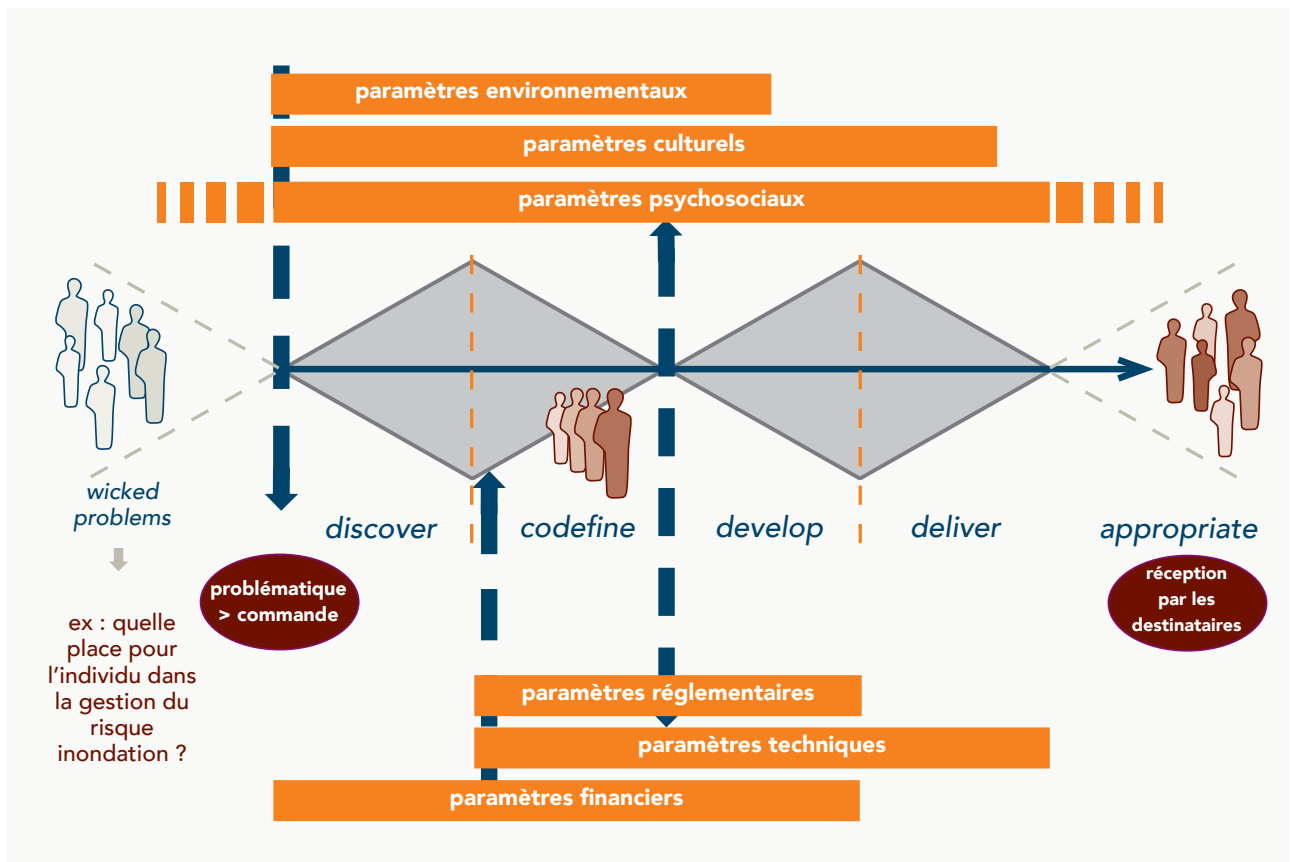 paramètres environnementaux
paramètres culturels
paramètres psychosociaux
wicked
problems
discover
codefine
develop
deliver
appropriate
problématique
> commande
réception
par les
destinataires
ex : quelle
place pour
l'individu dans
la gestion du
risque
inondation ?
paramètres réglementaires
paramètres techniques
paramètres financiers